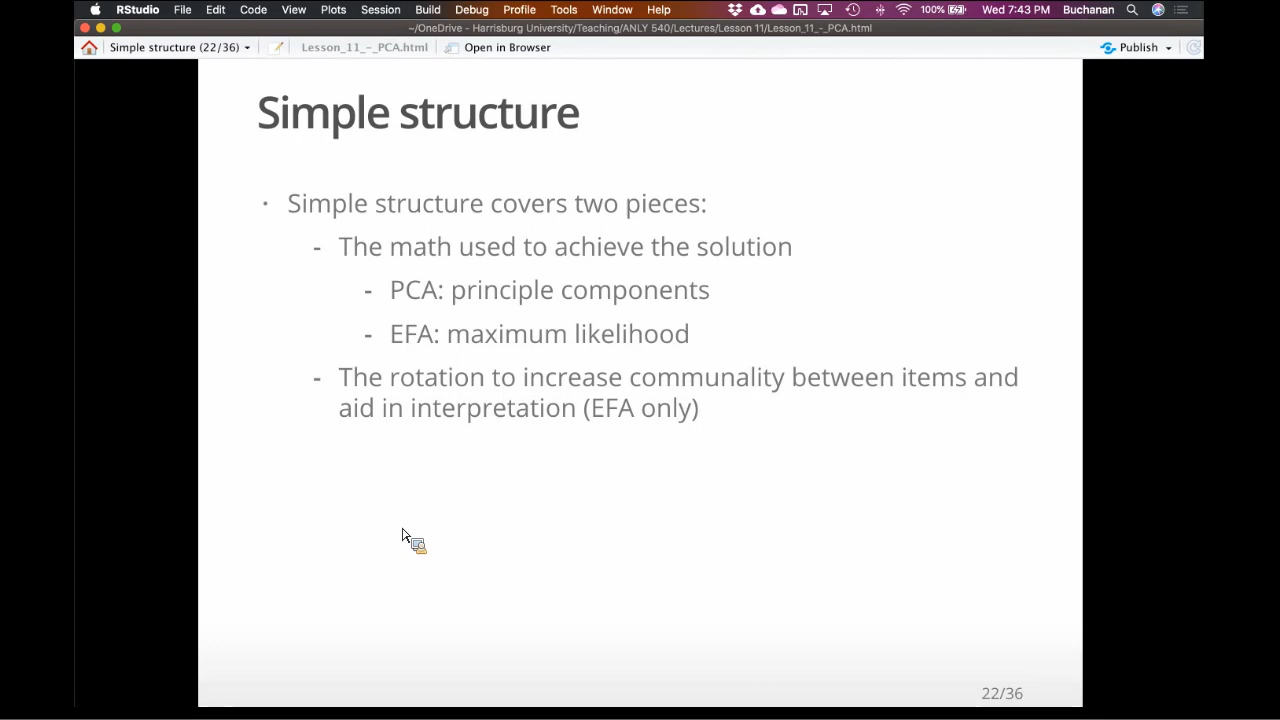 RStudio File Edit Code View Plots Session Build Debug Profile Tools Window Help 100% Wed 7:43 PM Buchanan
~/OneDrive - Harrisburg University/Teaching/ANLY 540/Lectures/Lesson 11/Lesson_11_-_PCA.html
Simple structure (22/36) Lesson_11_-_PCA.html Open in Browser Publish
Simple structure
· Simple structure covers two pieces:
- The math used to achieve the solution
- PCA: principle components
- EFA: maximum likelihood
- The rotation to increase communality between items and
aid in interpretation (EFA only)
22/36